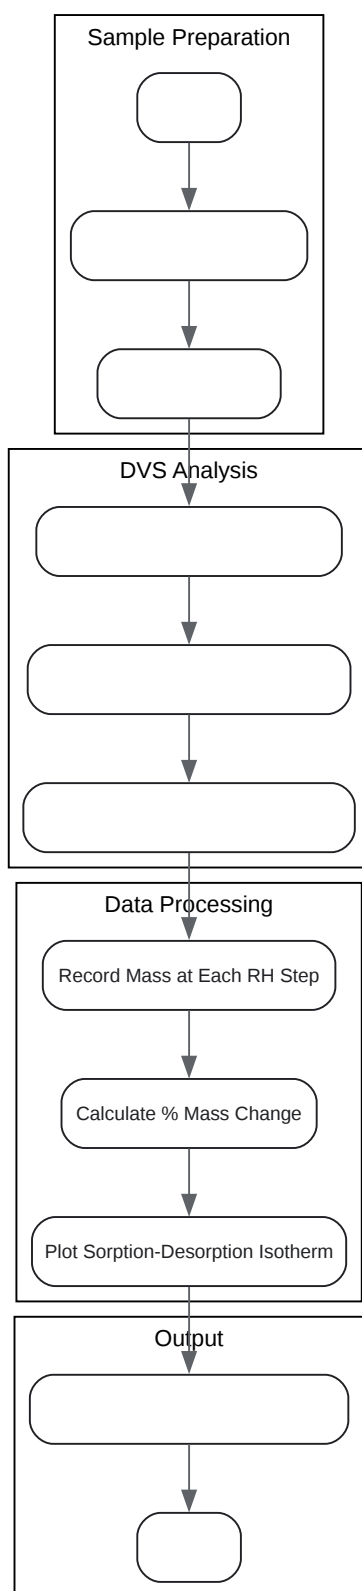 Sample Preparation
DVS Analysis
Data Processing
Record Mass at Each RH Step
Calculate % Mass Change
Plot Sorption-Desorption Isotherm
Output